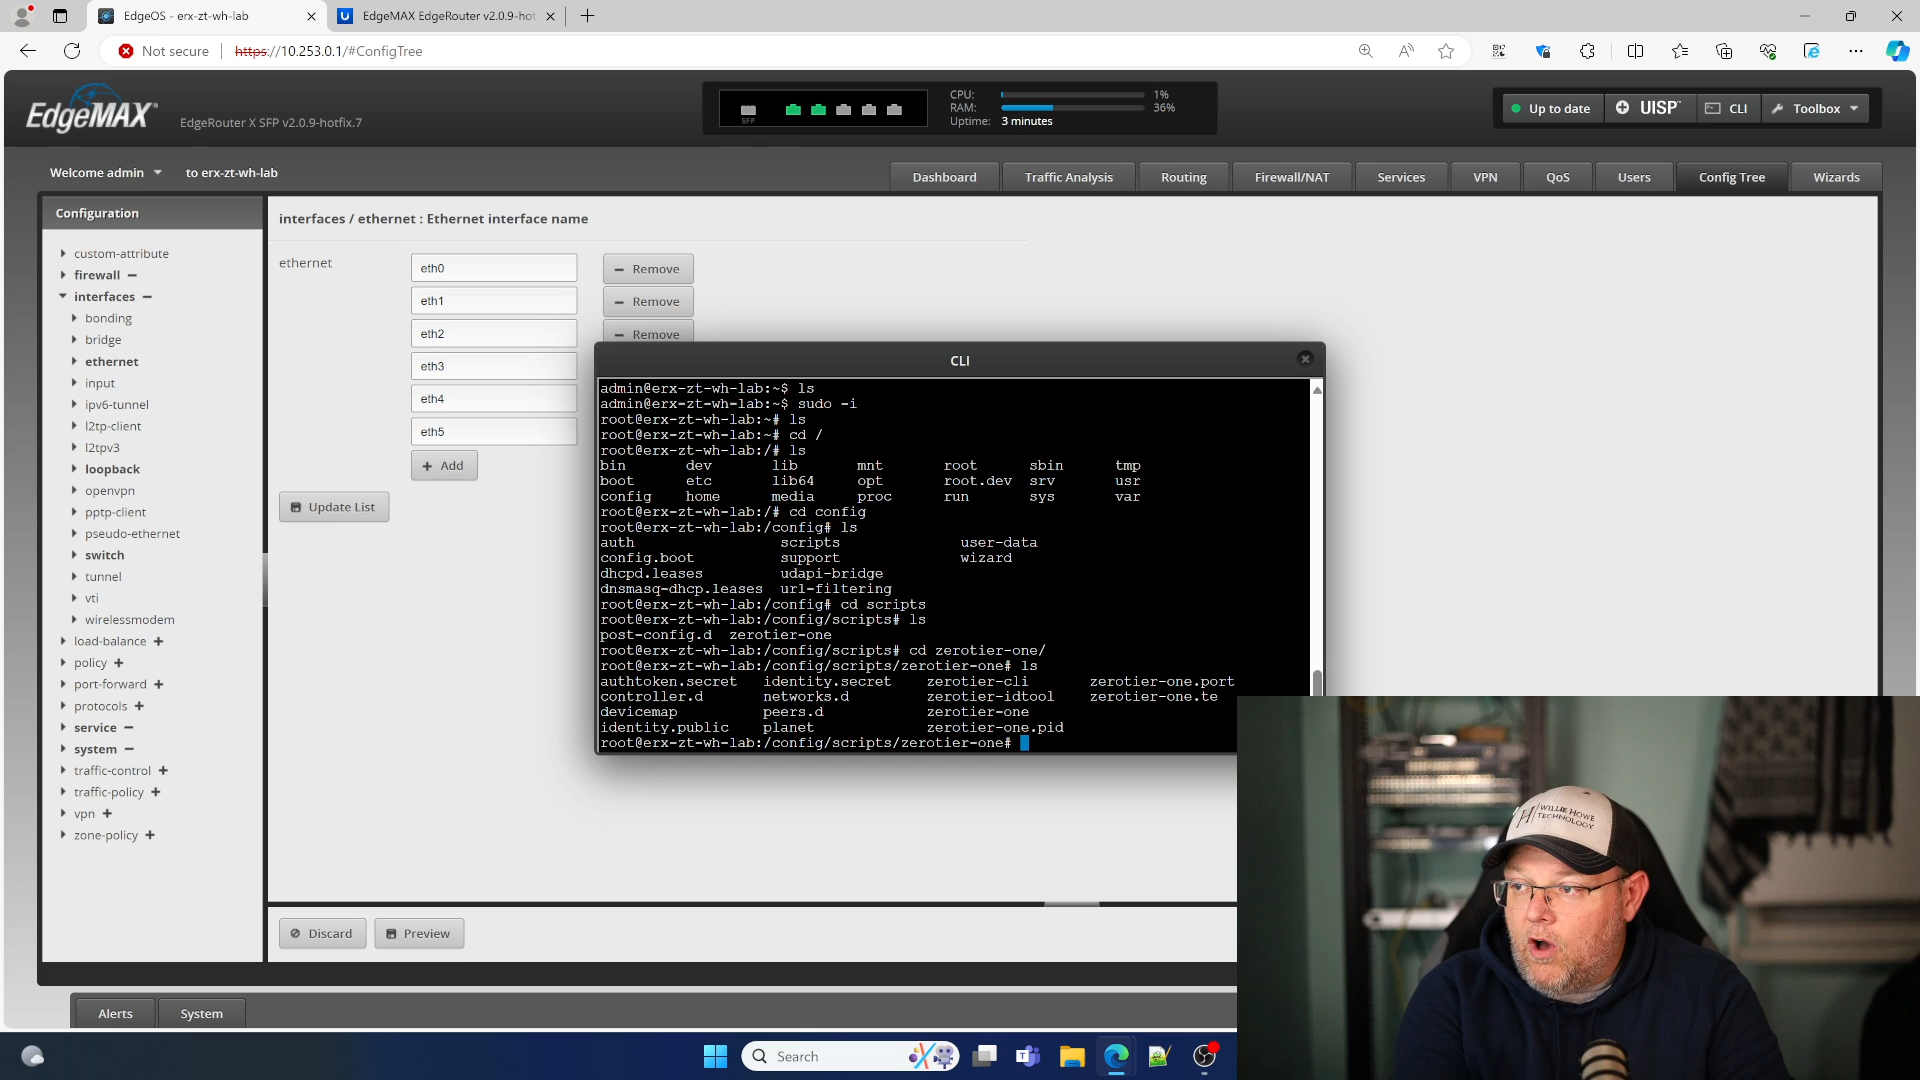 EdgeOS - erx-zt-wh-lab
EdgeMAX EdgeRouter v2.0.9-hot
Not secure
https://10.253.0.1/#ConfigTree
EdgeMAX
EdgeRouter X SFP v2.0.9-hotfix.7
SFP
CPU: 1%
RAM: 36%
Uptime: 3 minutes
Up to date
UISP
CLI
Toolbox
Welcome admin
to erx-zt-wh-lab
Dashboard
Traffic Analysis
Routing
Firewall/NAT
Services
VPN
QoS
Users
Config Tree
Wizards
Configuration
custom-attribute
firewall
interfaces
bonding
bridge
ethernet
input
ipv6-tunnel
l2tp-client
l2tpv3
loopback
openvpn
pptp-client
pseudo-ethernet
switch
tunnel
vti
wirelessmodem
load-balance
policy
port-forward
protocols
service
system
traffic-control
traffic-policy
vpn
zone-policy
interfaces / ethernet : Ethernet interface name
ethernet
eth0
Remove
eth1
Remove
eth2
Remove
eth3
eth4
eth5
Add
Update List
CLI
admin@erx-zt-wh-lab:~$ ls
admin@erx-zt-wh-lab:~$ sudo -i
root@erx-zt-wh-lab:~# ls
root@erx-zt-wh-lab:~# cd /
root@erx-zt-wh-lab:/# ls
bin dev lib mnt root sbin tmp
boot etc lib64 opt root.dev srv usr
config home media proc run sys var
root@erx-zt-wh-lab:/# cd config
root@erx-zt-wh-lab:/config# ls
auth scripts user-data
config.boot support wizard
dhcpd.leases udapi-bridge
dnsmasq-dhcp.leases url-filtering
root@erx-zt-wh-lab:/config# cd scripts
root@erx-zt-wh-lab:/config/scripts# ls
post-config.d zerotier-one
root@erx-zt-wh-lab:/config/scripts# cd zerotier-one/
root@erx-zt-wh-lab:/config/scripts/zerotier-one# ls
authtoken.secret identity.secret zerotier-cli zerotier-one.port
controller.d networks.d zerotier-idtool zerotier-one.te
devicemap peers.d zerotier-one
identity.public planet zerotier-one.pid
root@erx-zt-wh-lab:/config/scripts/zerotier-one#
Discard
Preview
Alerts
System
Search
WILLIE HOWE
TECHNOLOGY